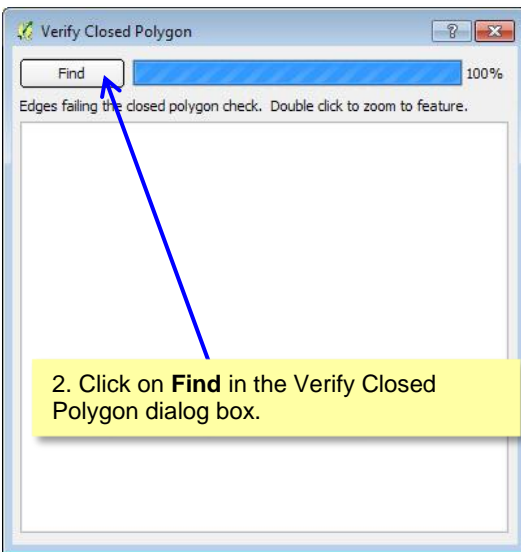 Verify Closed Polygon
?
Find
100%
Edges failing the closed polygon check. Double click to zoom to feature.
2. Click on Find in the Verify Closed
Polygon dialog box.